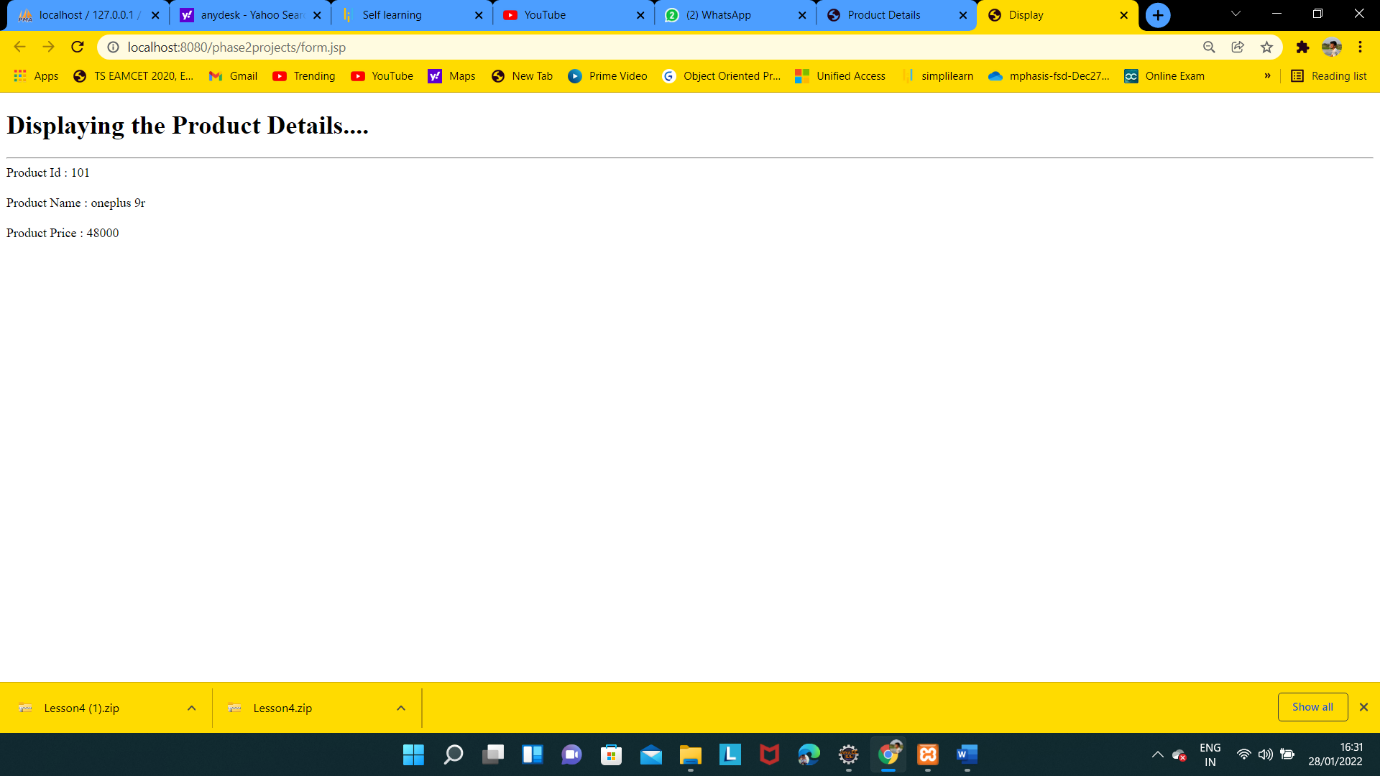 localhost / 127.0.0.1 /
anydesk - Yahoo Sear
Self learning
YouTube
(2) WhatsApp
Product Details
Display
localhost:8080/phase2projects/form.jsp
Apps
TS EAMCET 2020, E...
Gmail
Trending
YouTube
Maps
New Tab
Prime Video
Object Oriented Pr...
Unified Access
simplilearn
mphasis-fsd-Dec27...
Online Exam
»
Reading list
Displaying the Product Details....
Product Id : 101
Product Name : oneplus 9r
Product Price : 48000
Lesson4 (1).zip
Lesson4.zip
Show all
ENG
IN
16:31
28/01/2022